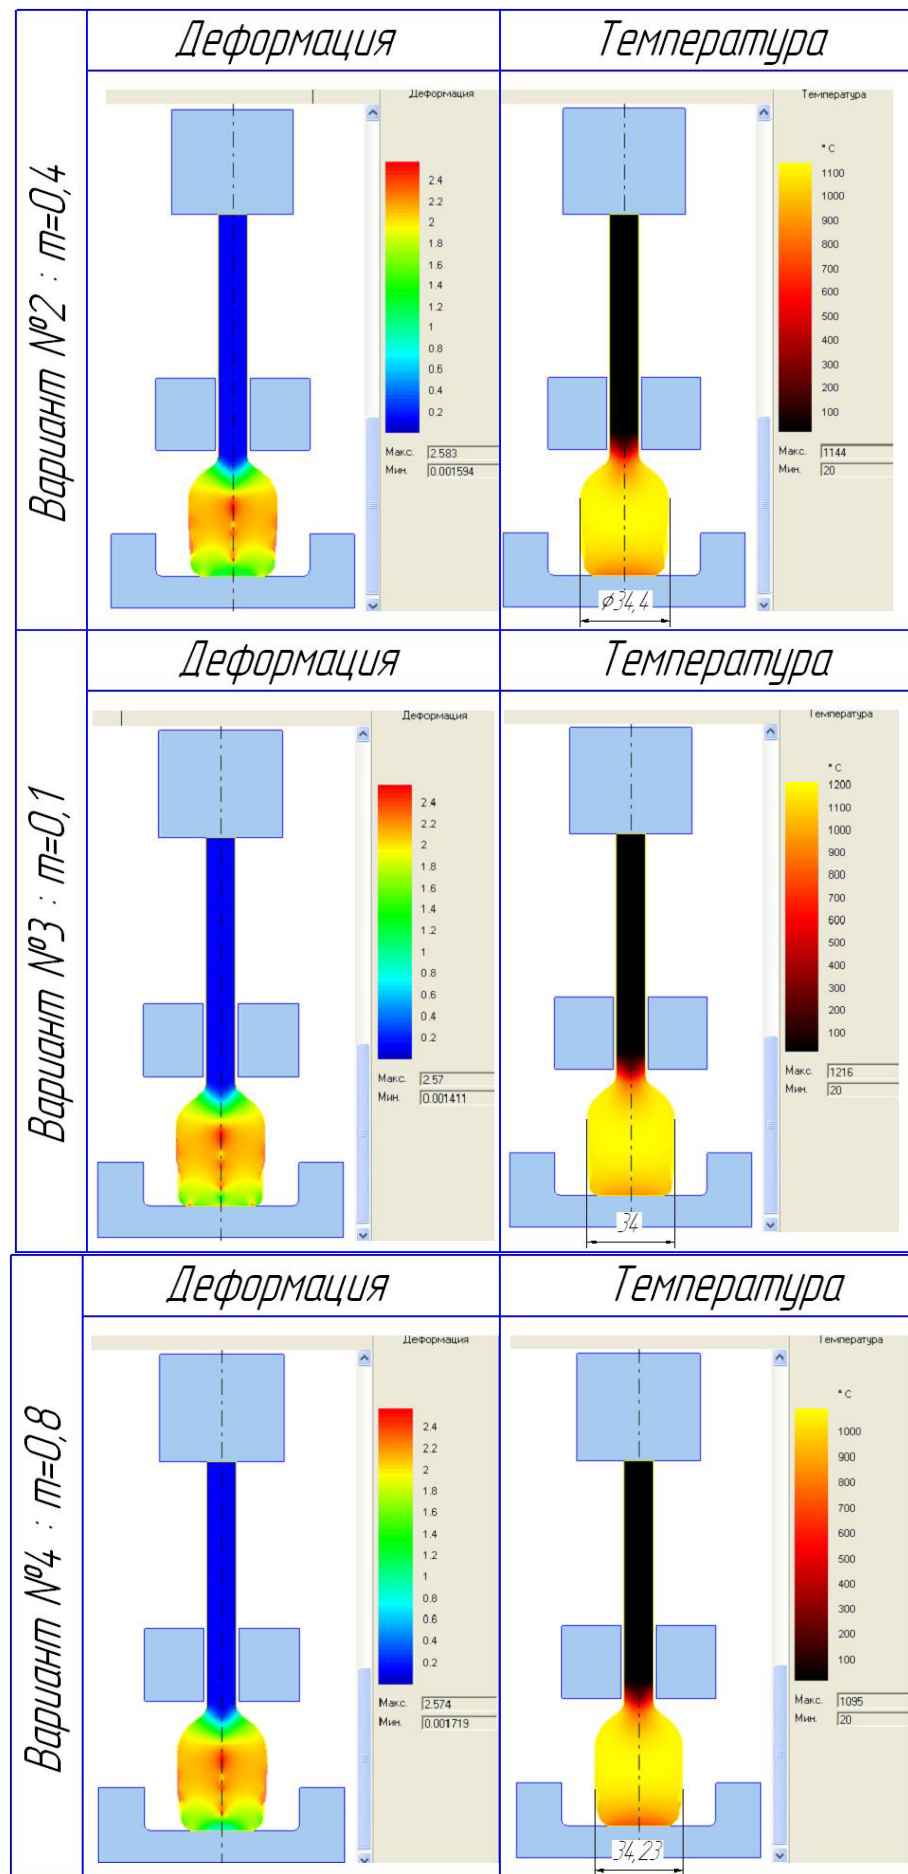 Деформация
Температура
Вариант №2 : m=0,4
Деформация
2.4
2.2
2
1.8
1.6
1.4
1.2
1
0.8
0.6
0.4
0.2
Макс. 2.583
Мин. 0.001594
Температура
° C
1100
1000
900
800
700
600
500
400
300
200
100
Макс. 1144
Мин. 20
φ34,4
Деформация
Температура
Вариант №3 : m=0,1
Деформация
2.4
2.2
2
1.8
1.6
1.4
1.2
1
0.8
0.6
0.4
0.2
Макс. 2.57
Мин. 0.001411
Температура
° C
1200
1100
1000
900
800
700
600
500
400
300
200
100
Макс. 1216
Мин. 20
34
Деформация
Температура
Вариант №4 : m=0,8
Деформация
2.4
2.2
2
1.8
1.6
1.4
1.2
1
0.8
0.6
0.4
0.2
Макс. 2.574
Мин. 0.001719
Температура
° C
1000
900
800
700
600
500
400
300
200
100
Макс. 1095
Мин. 20
34,23